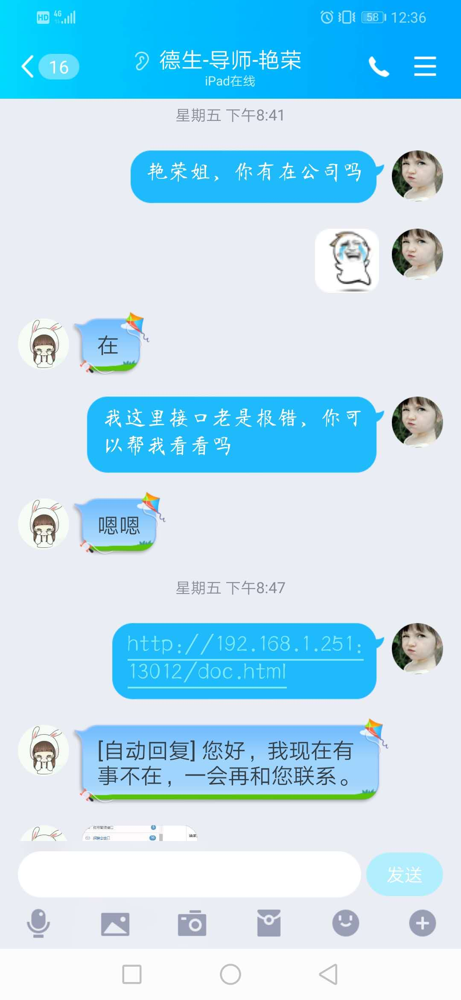 HD 4G 58 12:36
16
德生-导师-艳荣
iPad在线
星期五 下午8:41
艳荣姐、你有在公司吗
在
我这里接口老是报错、你可
以帮我看看吗
嗯嗯
星期五 下午8:47
http://192.168.1.251:
13012/doc.html
[自动回复] 您好，我现在有
事不在，一会再和您联系。
应用管理接口 5
招聘会接口 16
请求
发送